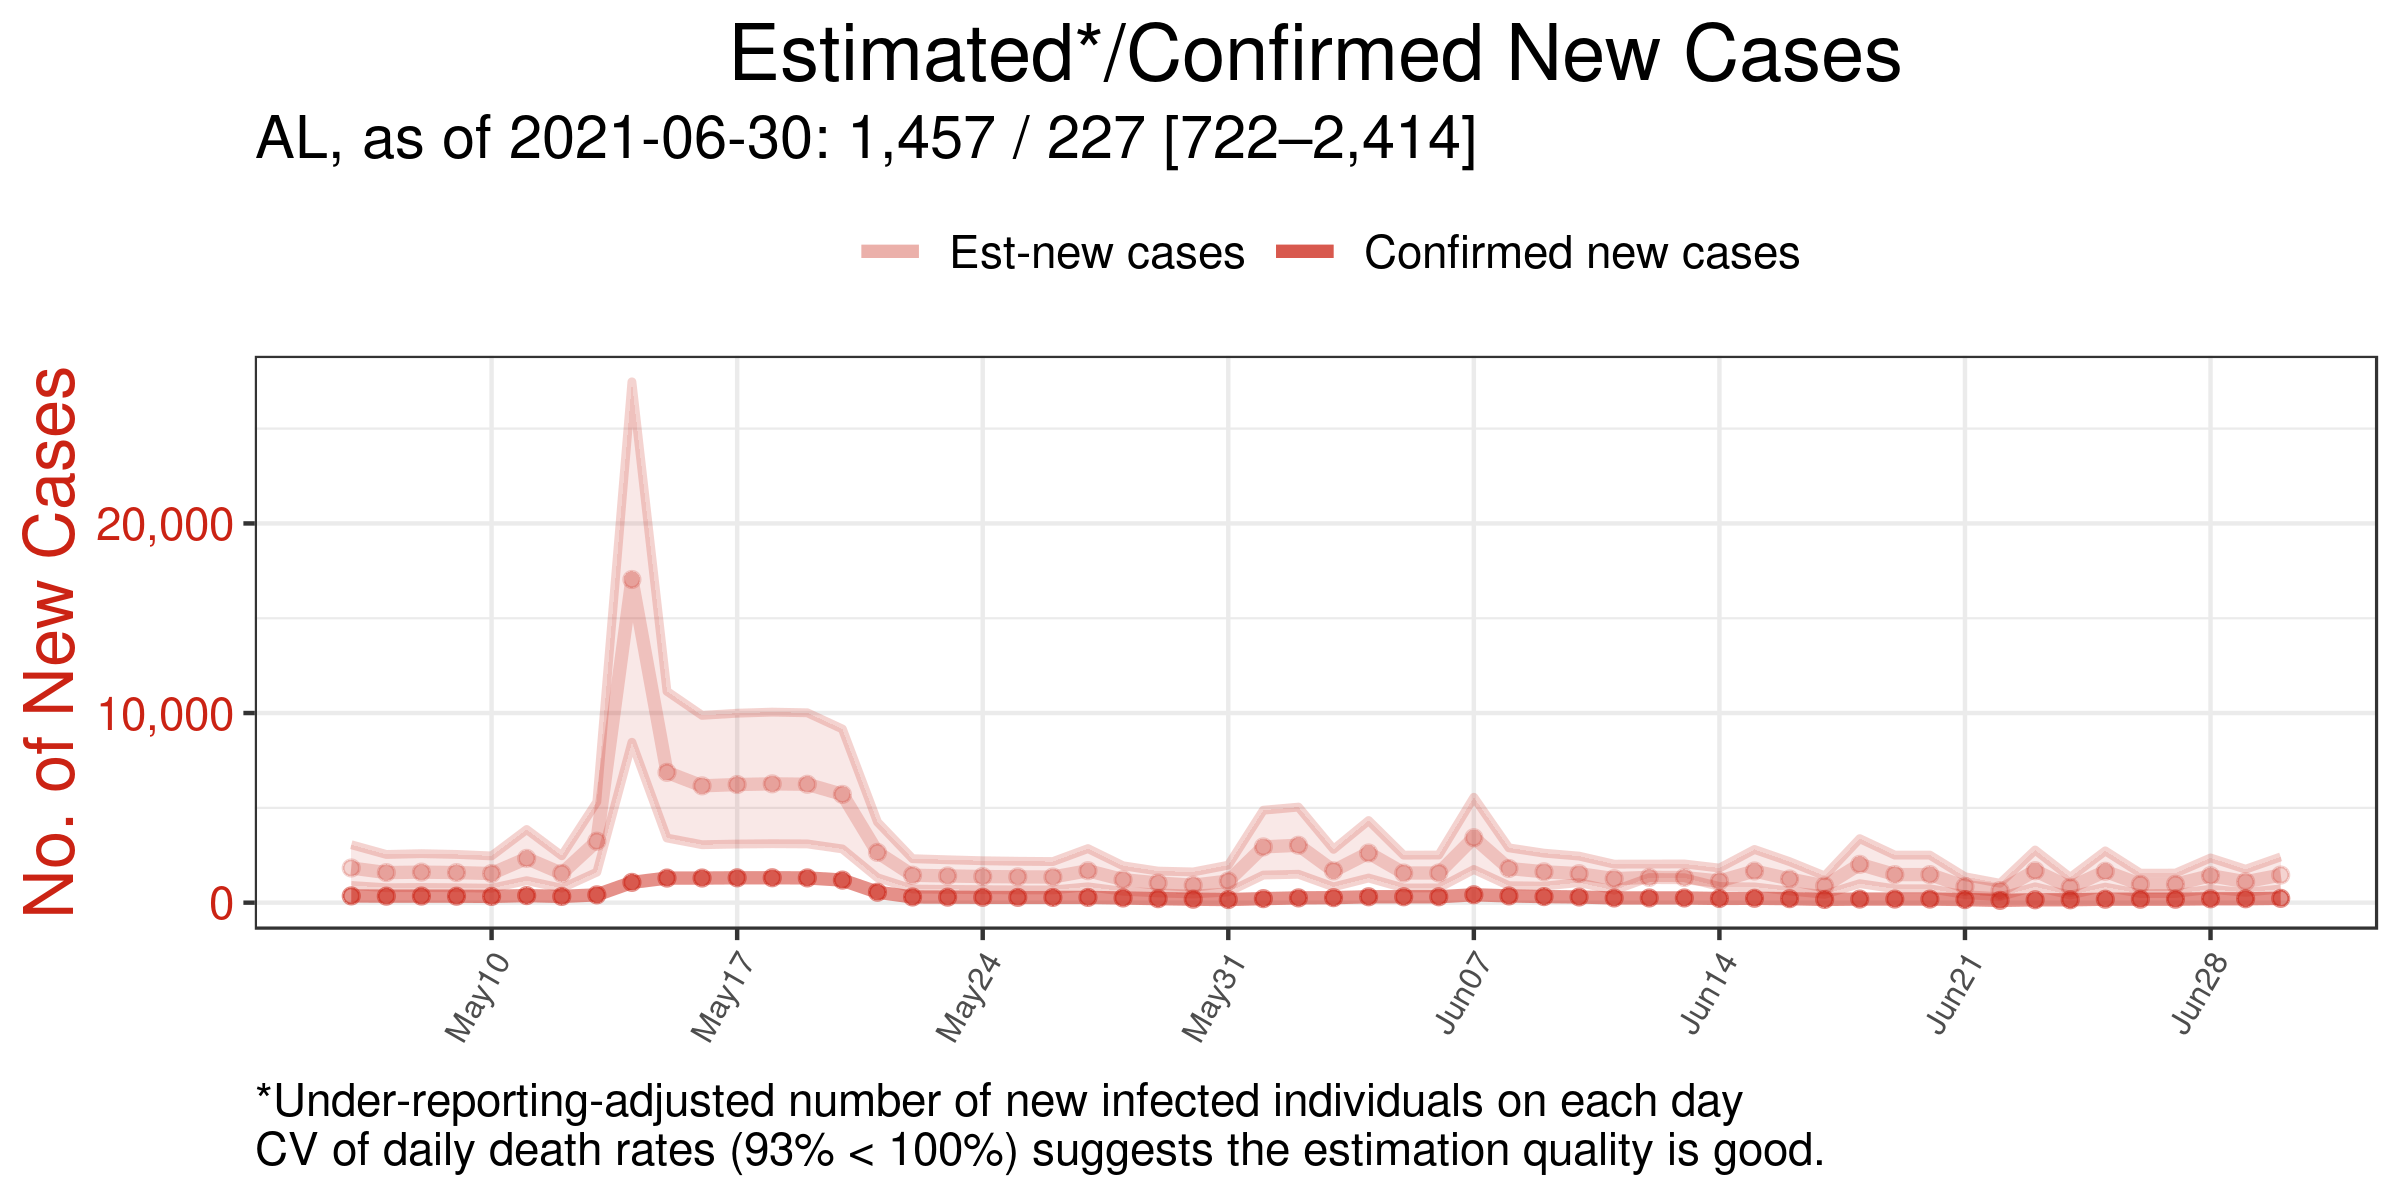 Estimated*/Confirmed New Cases
AL, as of 2021-06-30: 1,457 / 227 [722–2,414]
Est-new cases
Confirmed new cases
No. of New Cases
20,000
10,000
0
May10
May17
May24
May31
Jun07
Jun14
Jun21
Jun28
*Under-reporting-adjusted number of new infected individuals on each day
CV of daily death rates (93% < 100%) suggests the estimation quality is good.